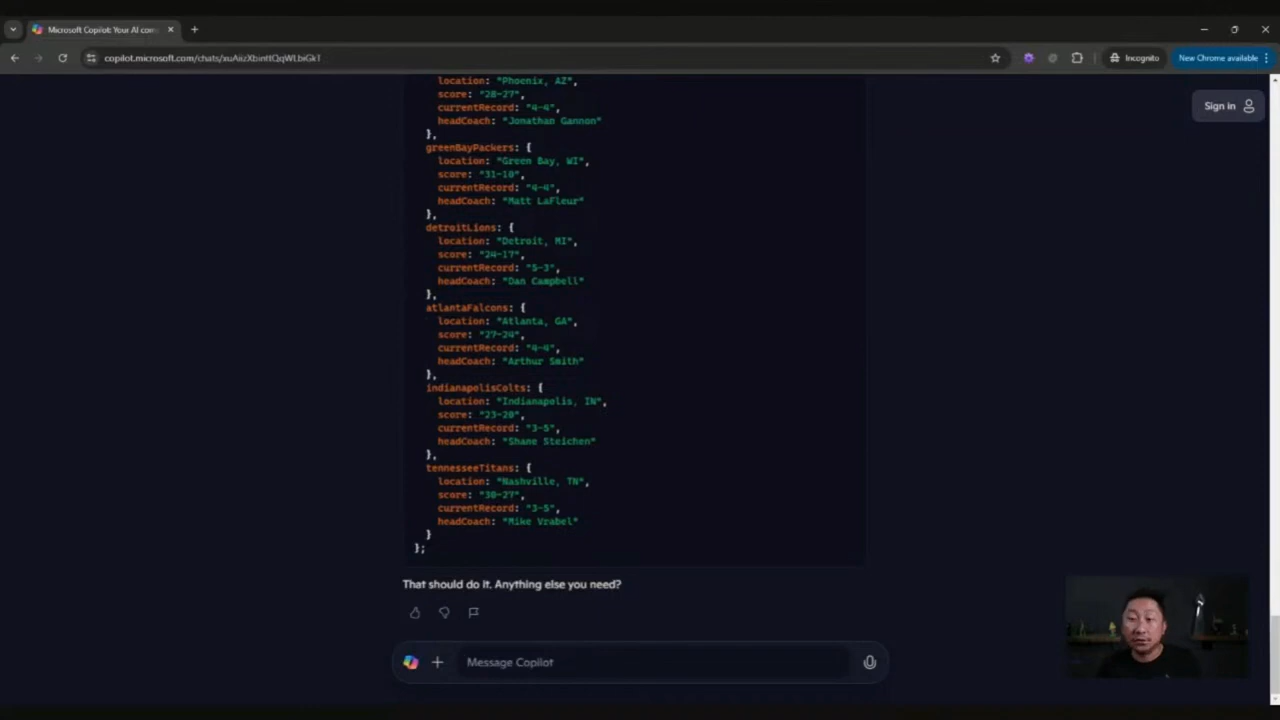 Microsoft Copilot: Your AI com
copilot.microsoft.com/chats/
Incognito
New Chrome available
Sign in
location: "Phoenix, AZ",
score: "28-27",
currentRecord: "4-4",
headCoach: "Jonathan Gannon"
},
greenBayPackers: {
location: "Green Bay, WI",
score: "31-10",
currentRecord: "4-4",
headCoach: "Matt LaFleur"
},
detroitLions: {
location: "Detroit, MI",
score: "24-17",
currentRecord: "5-3",
headCoach: "Dan Campbell"
},
atlantaFalcons: {
location: "Atlanta, GA",
score: "27-24",
currentRecord: "4-4",
headCoach: "Arthur Smith"
},
indianapolisColts: {
location: "Indianapolis, IN",
score: "23-20",
currentRecord: "3-5",
headCoach: "Shane Steichen"
},
tennesseeTitans: {
location: "Nashville, TN",
score: "30-27",
currentRecord: "3-5",
headCoach: "Mike Vrabel"
}
};
That should do it. Anything else you need?
Message Copilot